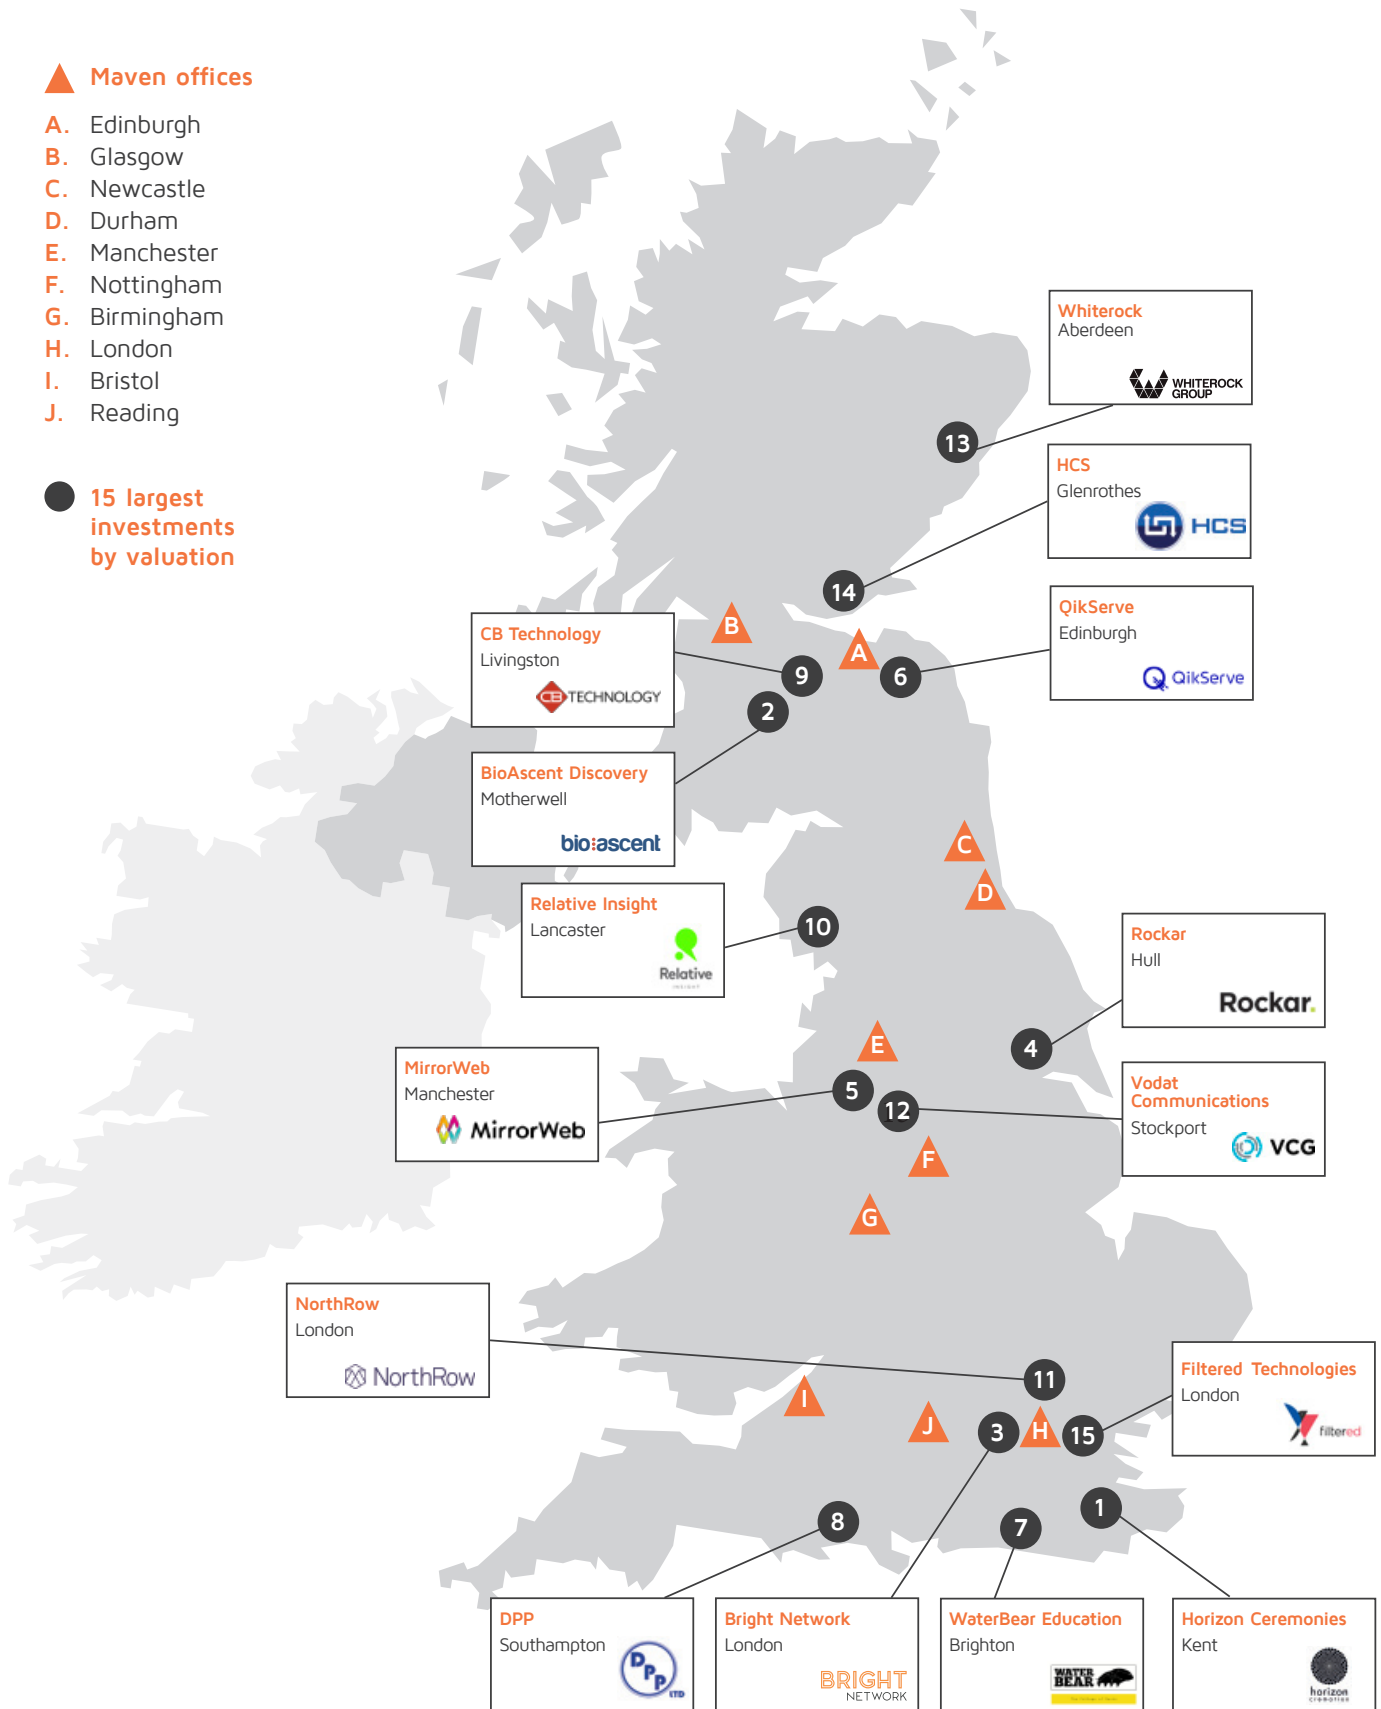 Maven offices
A. Edinburgh
B. Glasgow
C. Newcastle
D. Durham
E. Manchester
F. Nottingham
G. Birmingham
H. London
I. Bristol
J. Reading
15 largest
investments
by valuation
Whiterock
Aberdeen
WHITEROCK
GROUP
13
HCS
Glenrothes
HCS
14
QikServe
Edinburgh
QikServe
B
A
6
CB Technology
Livingston
CB TECHNOLOGY
9
2
BioAscent Discovery
Motherwell
bio:ascent
C
D
Relative Insight
Lancaster
Relative
10
Rockar
Hull
Rockar.
4
E
MirrorWeb
Manchester
MirrorWeb
5
12
Vodat
Communications
Stockport
VCG
F
G
NorthRow
London
NorthRow
11
Filtered Technologies
London
filtered
I
J
3
H
15
1
8
7
DPP
Southampton
DPP
LTD
Bright Network
London
BRIGHT
NETWORK
WaterBear Education
Brighton
WATER
BEAR
Horizon Ceremonies
Kent
horizon
cremation